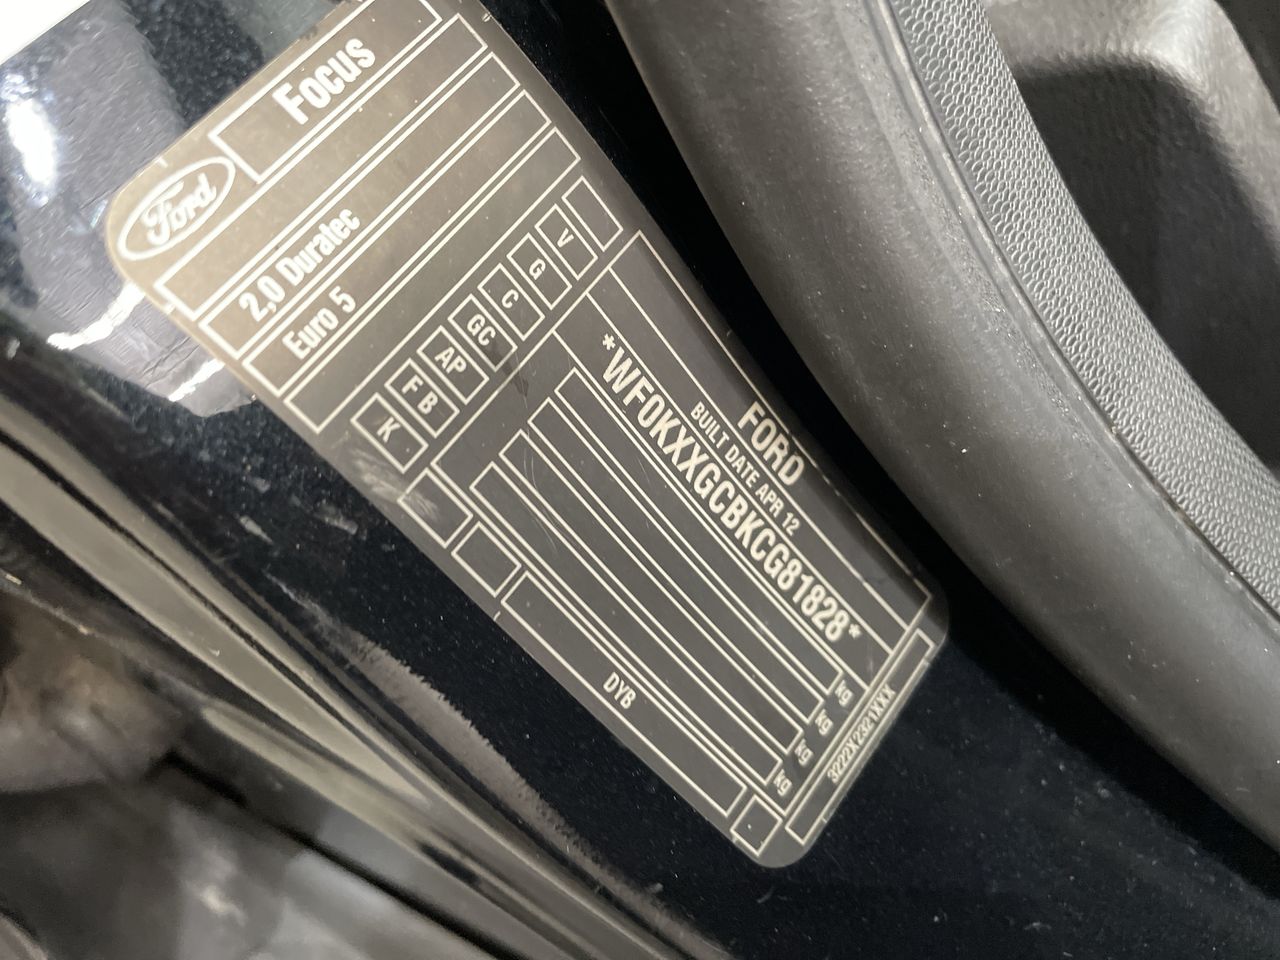 Ford
Focus
2,0 Duratec
Euro 5
K
F B
AP
GC
C
G
V
FORD
BUILT DATE APR 12
*WF0KXXGCBKCG81828*
kg
kg
kg
kg
DYB
3222X2321XXX